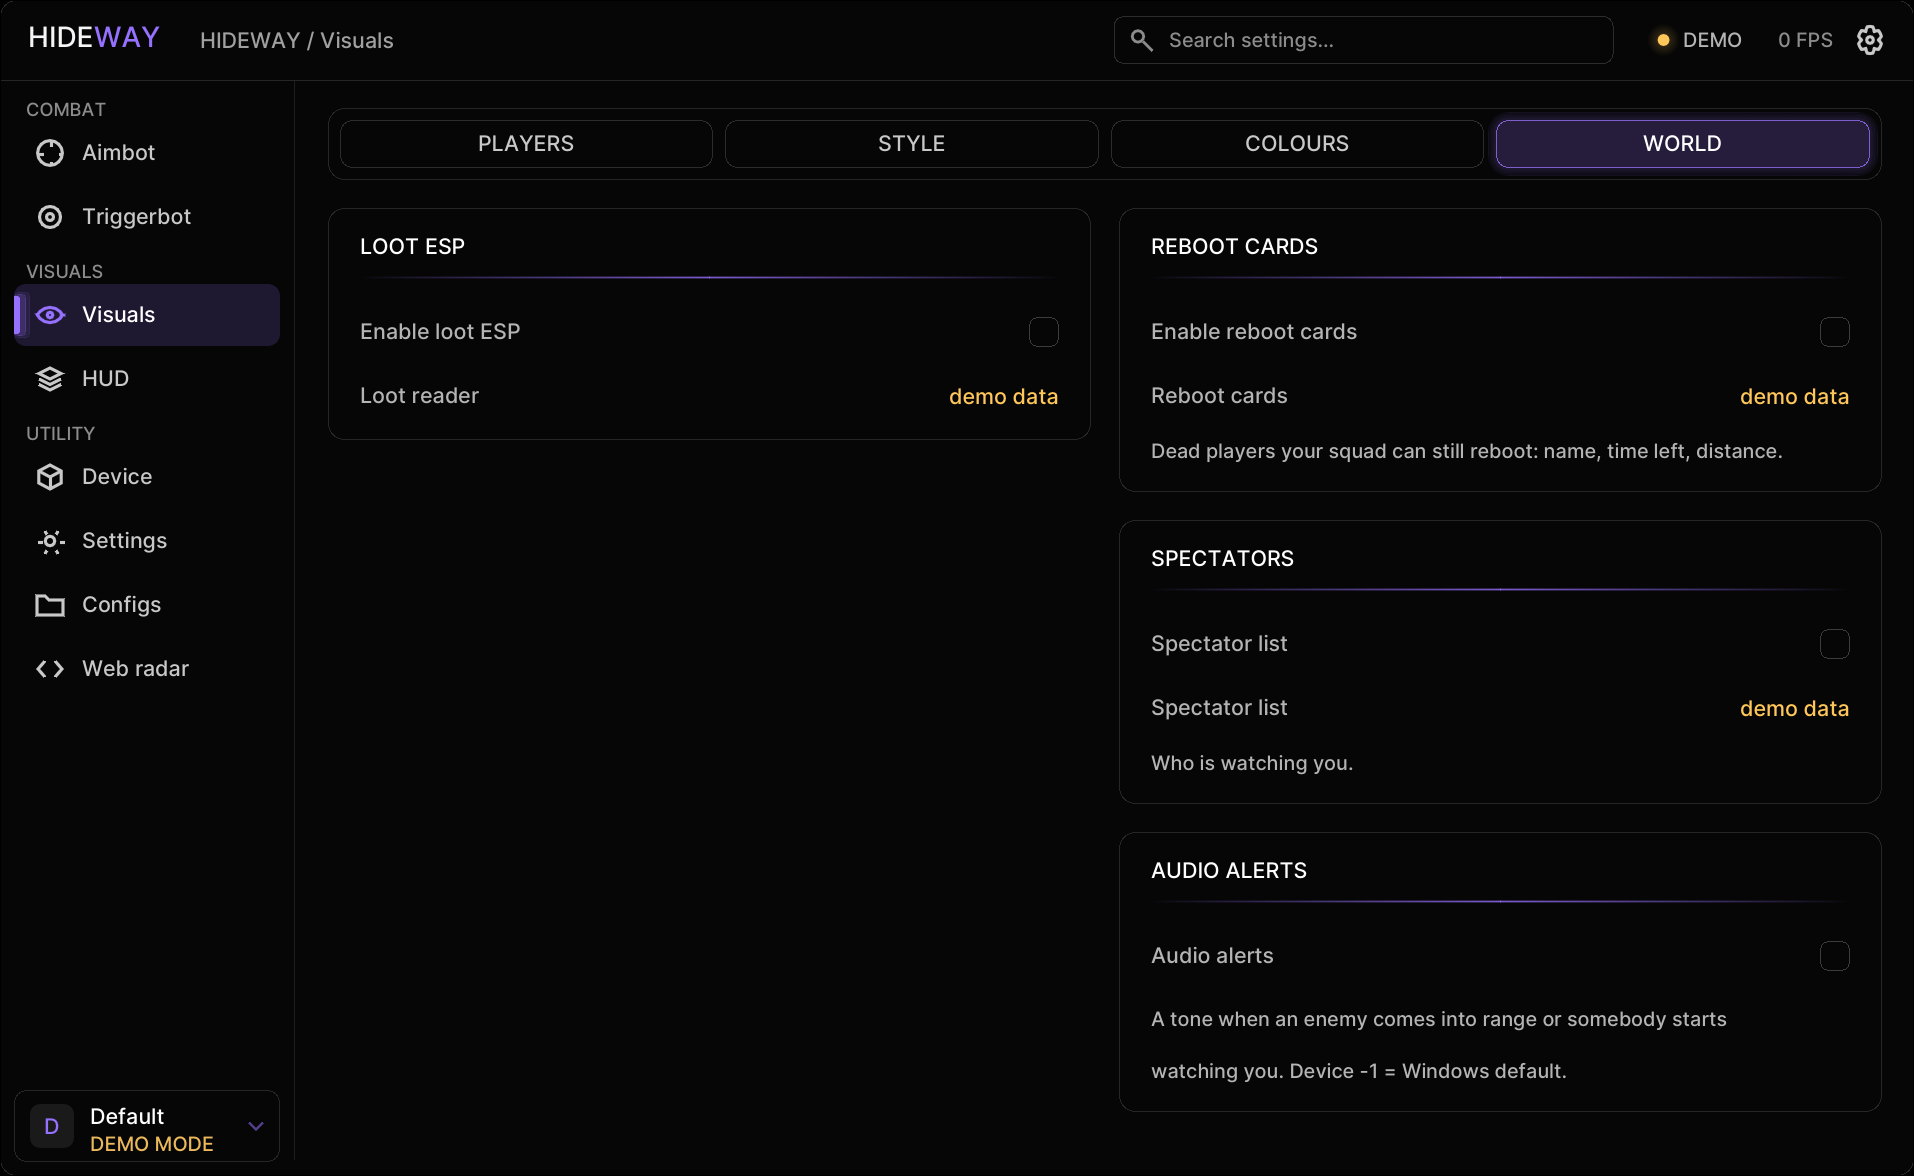 HIDEWAY
HIDEWAY / Visuals
Search settings...
DEMO
0 FPS
COMBAT
Aimbot
Triggerbot
VISUALS
Visuals
HUD
UTILITY
Device
Settings
Configs
Web radar
D
Default
DEMO MODE
PLAYERS
STYLE
COLOURS
WORLD
LOOT ESP
Enable loot ESP
Loot reader
demo data
REBOOT CARDS
Enable reboot cards
Reboot cards
demo data
Dead players your squad can still reboot: name, time left, distance.
SPECTATORS
Spectator list
Spectator list
demo data
Who is watching you.
AUDIO ALERTS
Audio alerts
A tone when an enemy comes into range or somebody starts
watching you. Device -1 = Windows default.